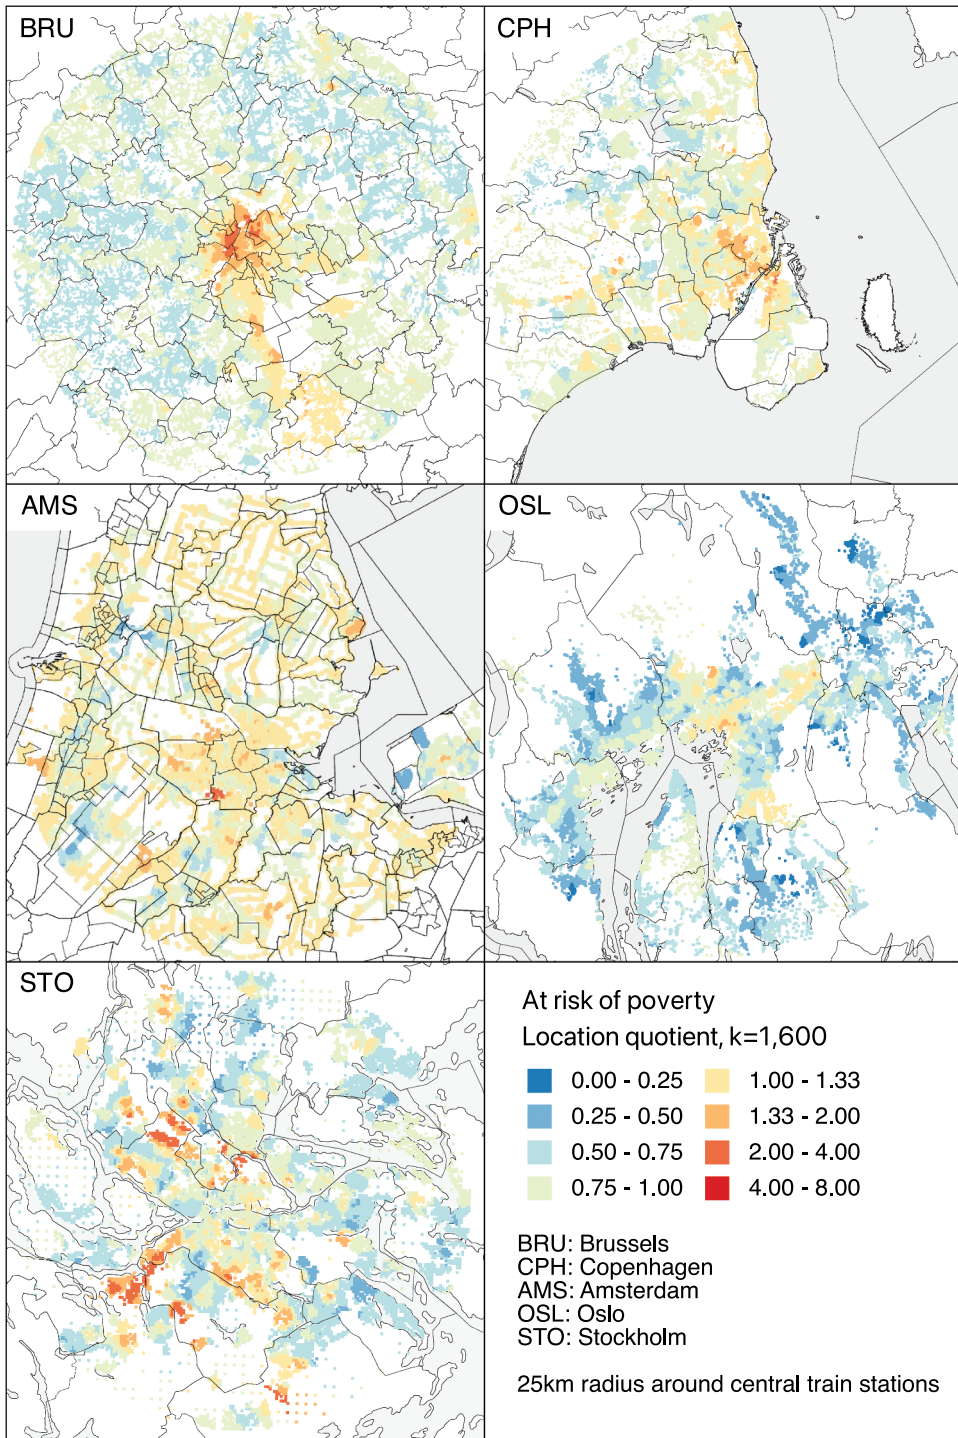 BRU
CPH
AMS
OSL
STO
At risk of poverty
Location quotient, k=1,600
0.00 - 0.25
1.00 - 1.33
0.25 - 0.50
1.33 - 2.00
0.50 - 0.75
2.00 - 4.00
0.75 - 1.00
4.00 - 8.00
BRU: Brussels
CPH: Copenhagen
AMS: Amsterdam
OSL: Oslo
STO: Stockholm
25km radius around central train stations